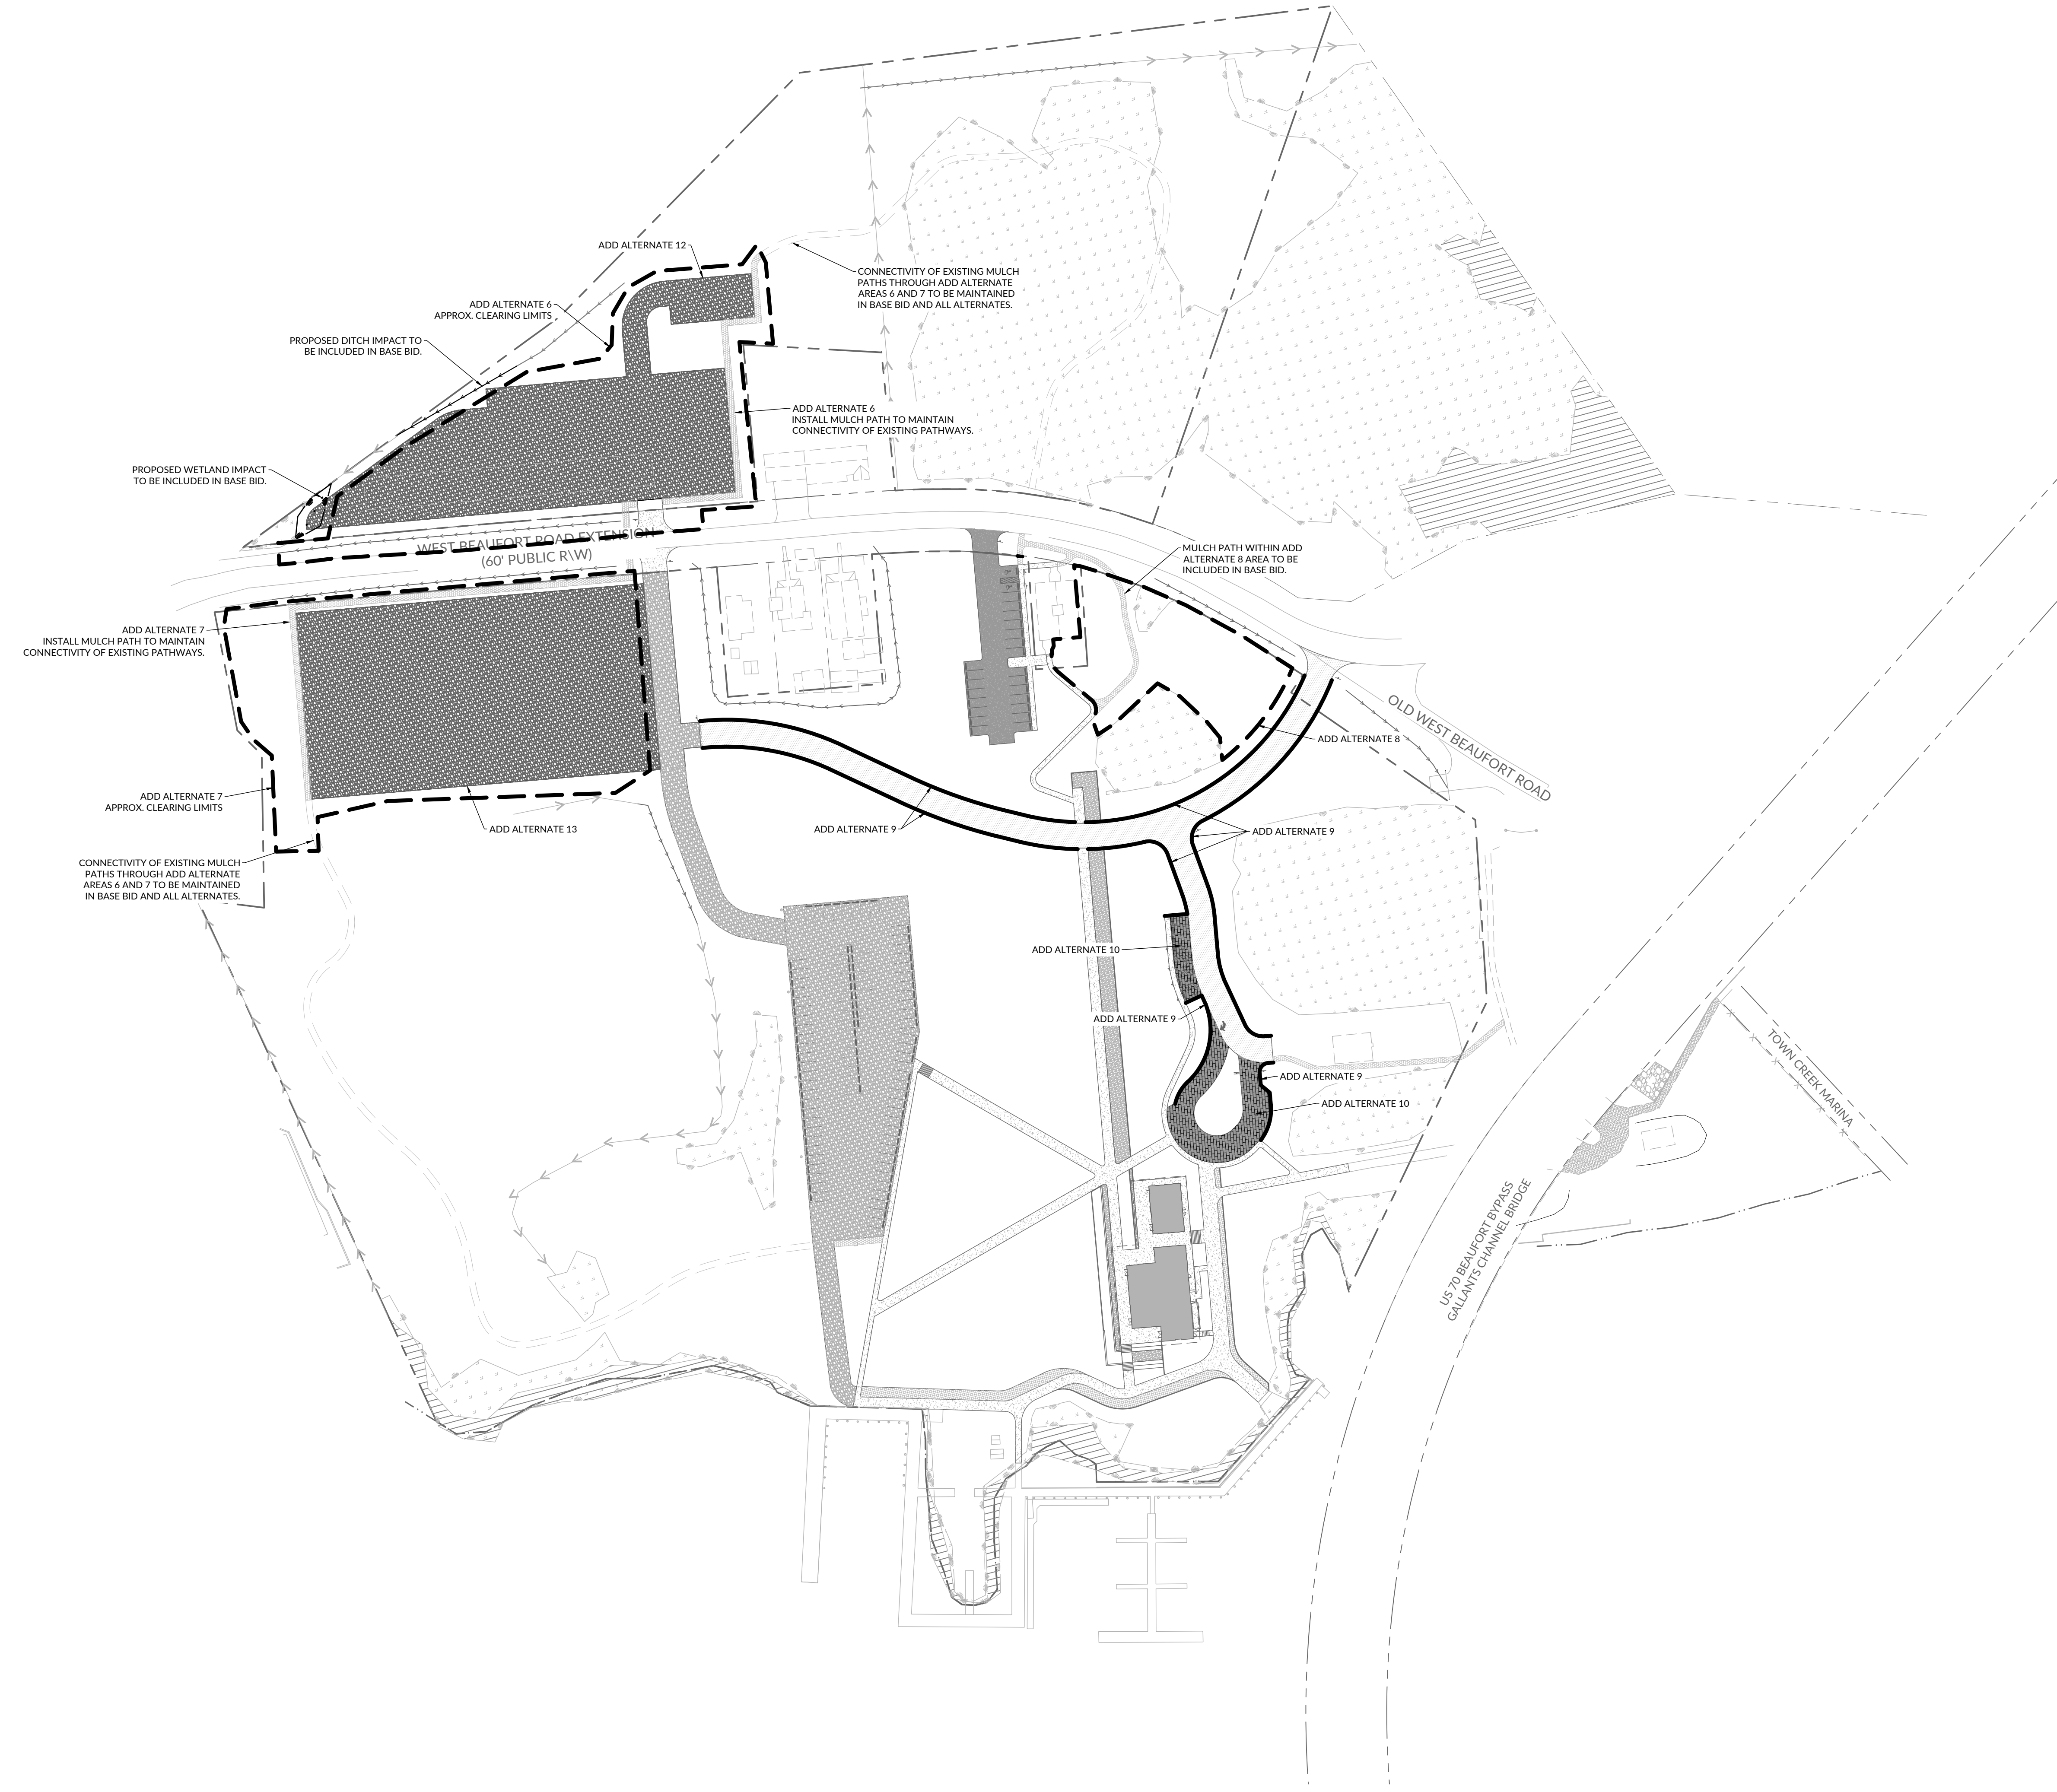 ADD ALTERNATE 12
CONNECTIVITY OF EXISTING MULCH
PATHS THROUGH ADD ALTERNATE
AREAS 6 AND 7 TO BE MAINTAINED
IN BASE BID AND ALL ALTERNATES.
ADD ALTERNATE 6
APPROX. CLEARING LIMITS
PROPOSED DITCH IMPACT TO
BE INCLUDED IN BASE BID.
ADD ALTERNATE 6
INSTALL MULCH PATH TO MAINTAIN
CONNECTIVITY OF EXISTING PATHWAYS.
PROPOSED WETLAND IMPACT
TO BE INCLUDED IN BASE BID.
WEST BEAUFORT ROAD EXTENSION
(60' PUBLIC R\W)
MULCH PATH WITHIN ADD
ALTERNATE 8 AREA TO BE
INCLUDED IN BASE BID.
ADD ALTERNATE 7
INSTALL MULCH PATH TO MAINTAIN
CONNECTIVITY OF EXISTING PATHWAYS.
OLD WEST BEAUFORT ROAD
ADD ALTERNATE 8
ADD ALTERNATE 7
APPROX. CLEARING LIMITS
ADD ALTERNATE 13
ADD ALTERNATE 9
ADD ALTERNATE 9
CONNECTIVITY OF EXISTING MULCH
PATHS THROUGH ADD ALTERNATE
AREAS 6 AND 7 TO BE MAINTAINED
IN BASE BID AND ALL ALTERNATES.
ADD ALTERNATE 10
ADD ALTERNATE 9
TOWN CREEK MARINA
ADD ALTERNATE 9
ADD ALTERNATE 10
US 70 BEAUFORT BYPASS
GALLANTS CHANNEL BRIDGE